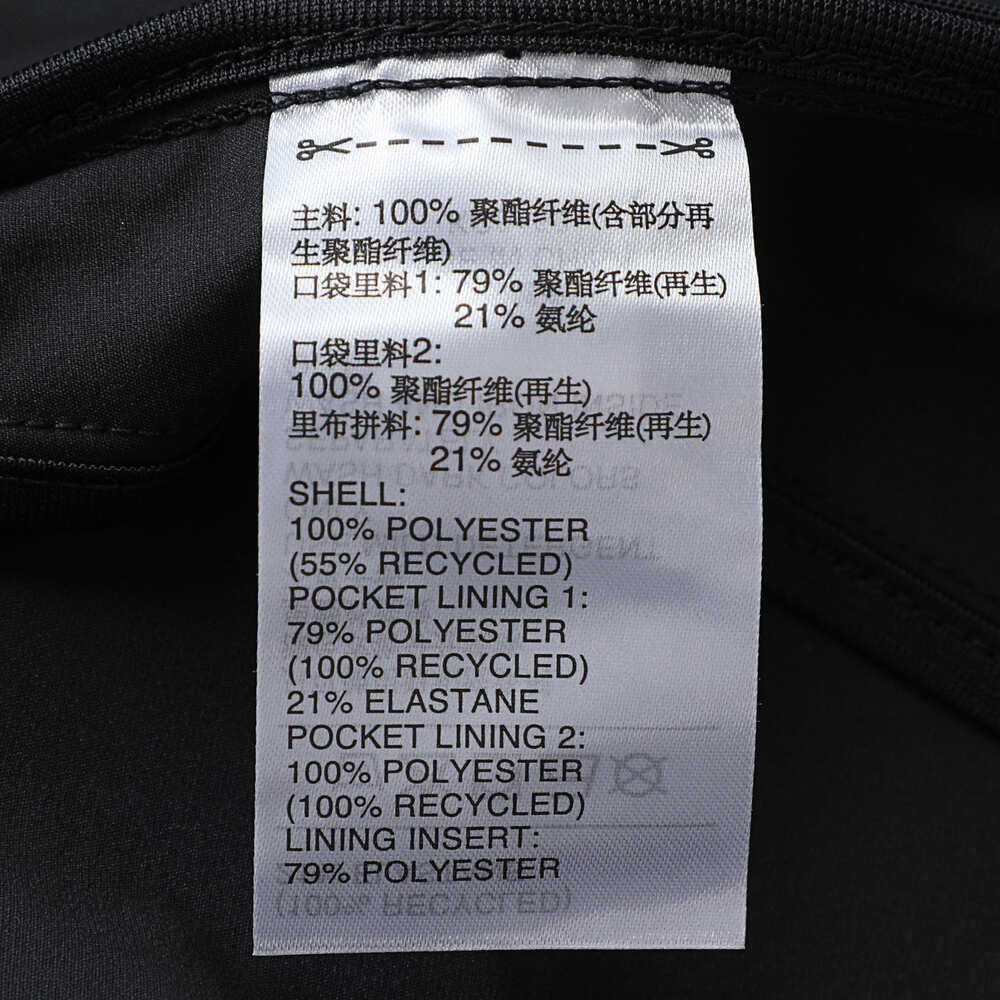 主料: 100% 聚酯纤维(含部分再
生聚酯纤维)
口袋里料1: 79% 聚酯纤维(再生)
21% 氨纶
口袋里料2:
100% 聚酯纤维(再生)
里布拼料: 79% 聚酯纤维(再生)
21% 氨纶
SHELL:
100% POLYESTER
(55% RECYCLED)
POCKET LINING 1:
79% POLYESTER
(100% RECYCLED)
21% ELASTANE
POCKET LINING 2:
100% POLYESTER
(100% RECYCLED)
LINING INSERT:
79% POLYESTER
(100% RECYCLED)